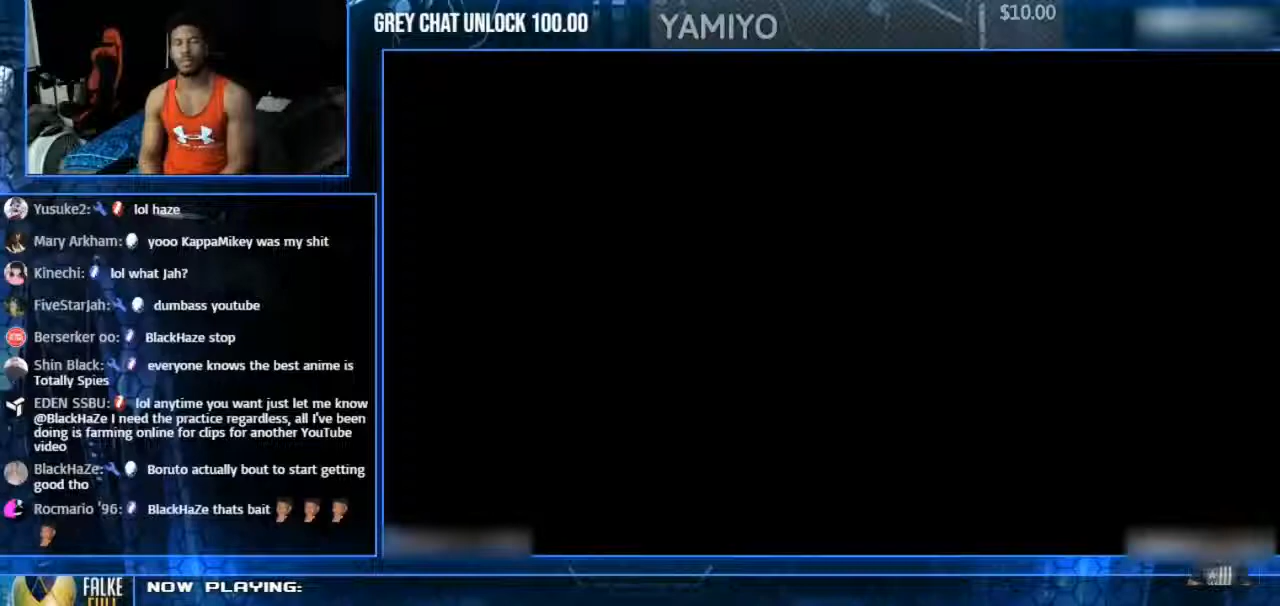 GREY CHAT UNLOCK 100.00
YAMIYO
$10.00
Yusuke2: lol haze
Mary Arkham: yooo KappaMikey was my shit
Kinechi: lol what Jah?
FiveStarJah: dumbass youtube
Berserker oo: BlackHaze stop
Shin Black: everyone knows the best anime is
Totally Spies
EDEN SSBU: lol anytime you want just let me know
@BlackHaZe I need the practice regardless, all I've been
doing is farming online for clips for another YouTube
video
BlackHaZe: Boruto actually bout to start getting
good tho
Rocmario '96: BlackHaZe thats bait
FALKE
FULL
NOW PLAYING: